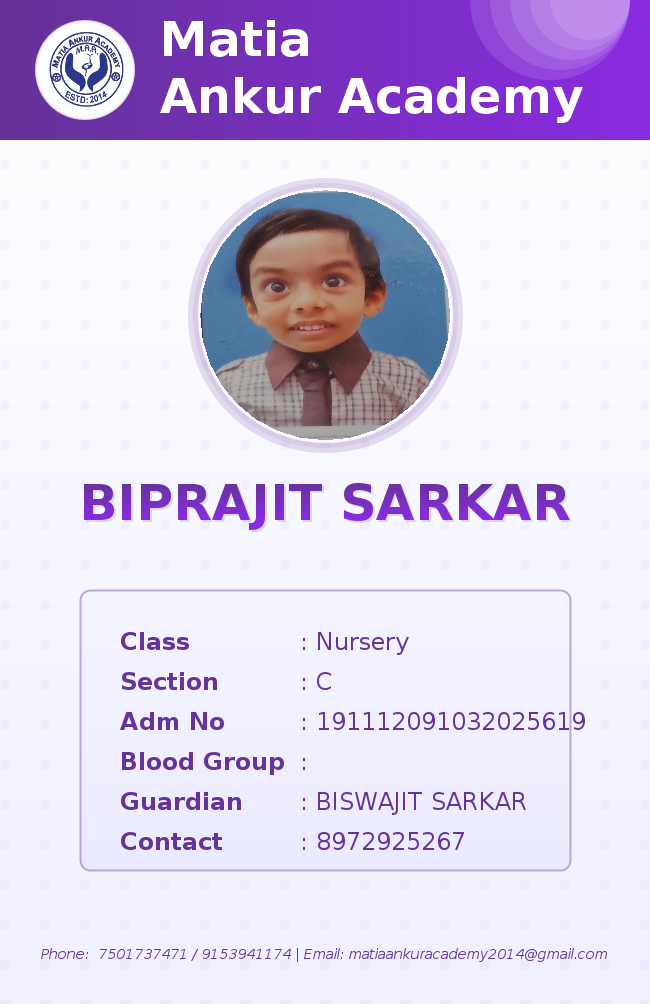 MATIA ANKUR ACADEMY
M.A.A.
ESTD: 2014
Matia
Ankur Academy
BIPRAJIT SARKAR
Class : Nursery
Section : C
Adm No : 191112091032025619
Blood Group :
Guardian : BISWAJIT SARKAR
Contact : 8972925267
Phone: 7501737471 / 9153941174 | Email: matiaankuracademy2014@gmail.com